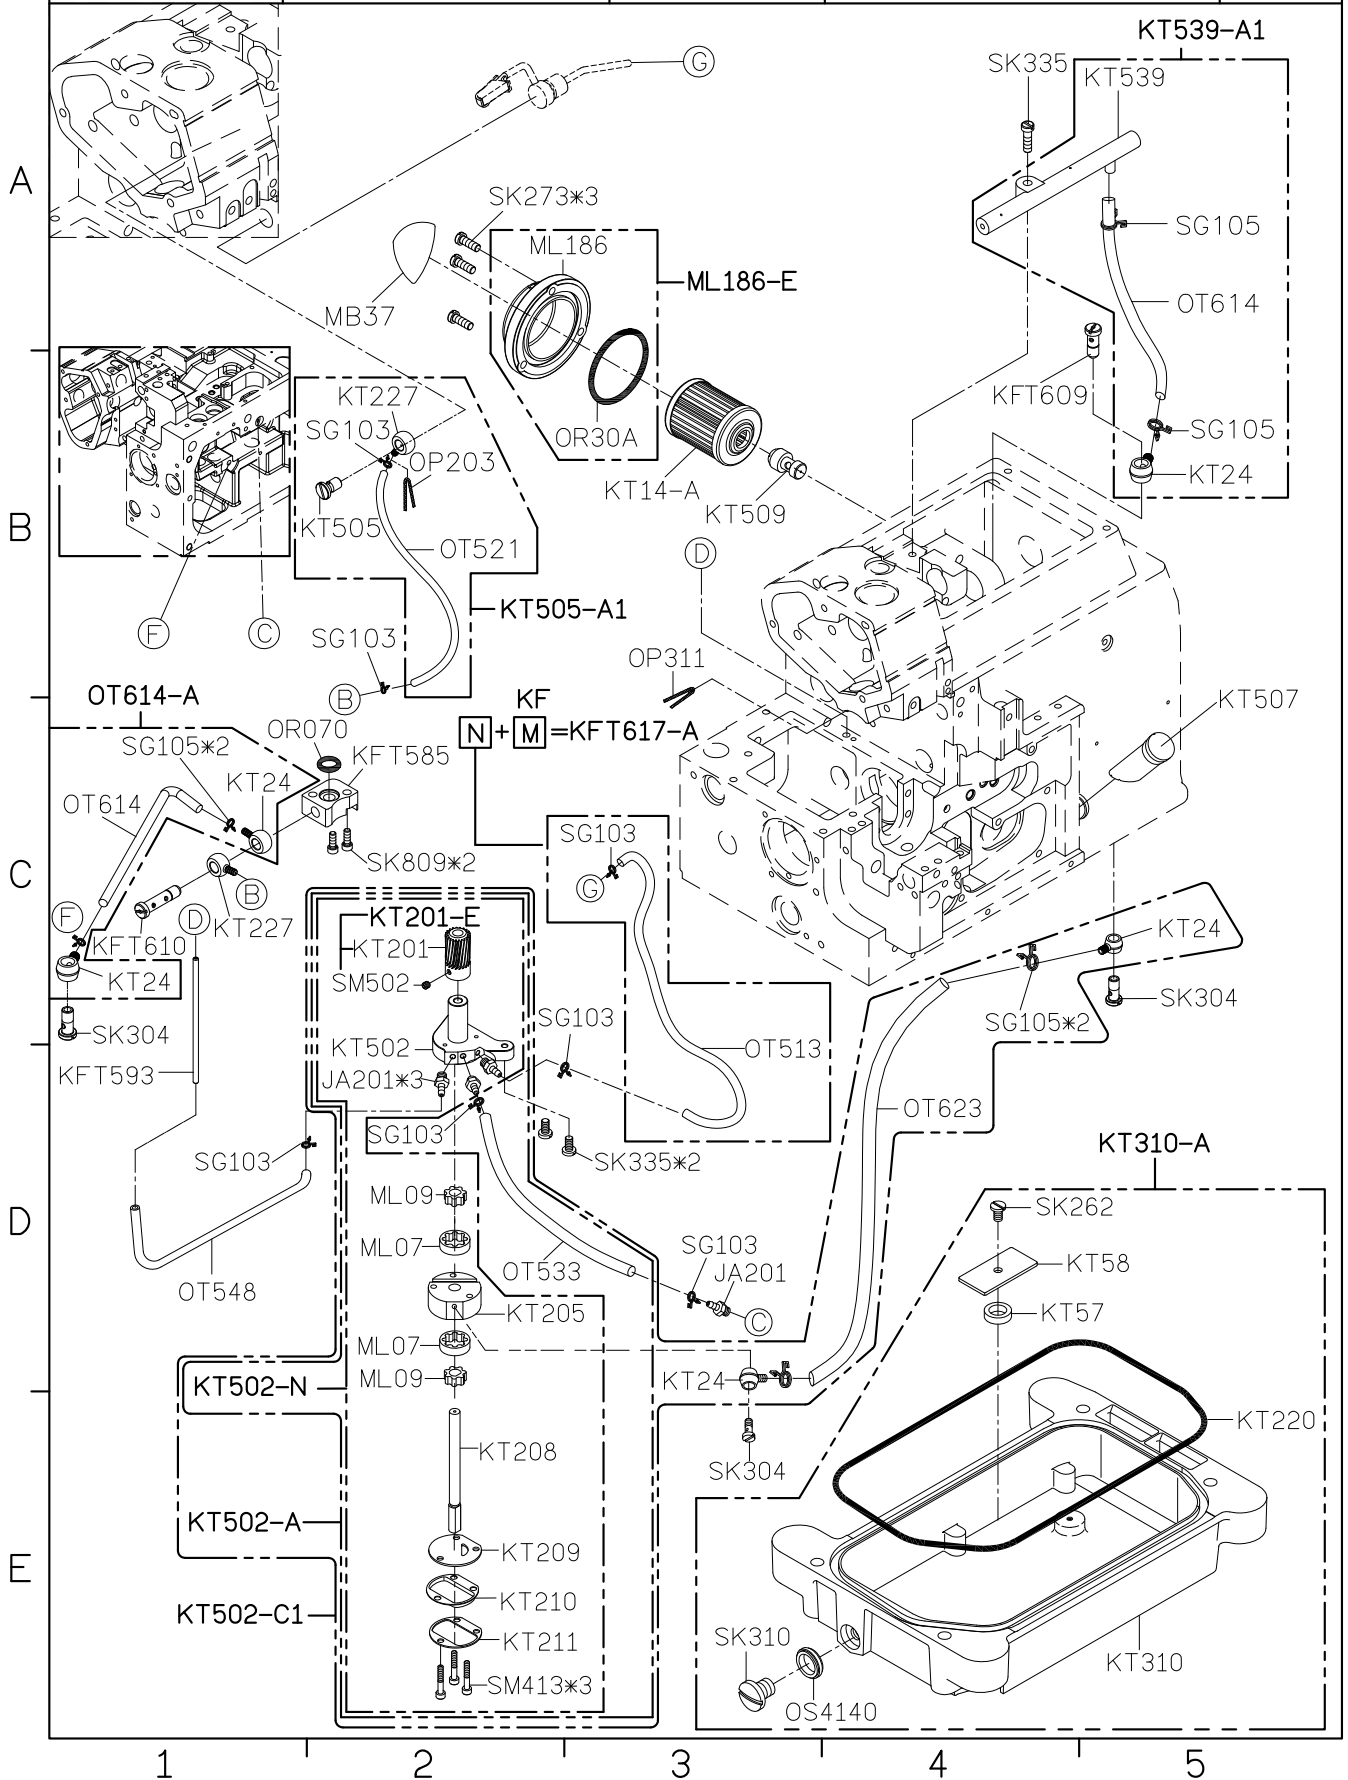 KT539-A1
SK335
KT539
G
A
SK273*3
ML186
SG105
ML186-E
MB37
OT614
KT227
KFT609
SG103
OR30A
SG105
OP203
KT14-A
KT24
KT509
KT505
B
OT521
D
KT505-A1
F
C
SG103
OP311
B
OT614-A
KF
KT507
OR070
N+M=KFT617-A
SG105*2
KFT585
KT24
OT614
SG103
SK809*2
C
G
B
F
D
KT201-E
KFT610
KT227
KT201
KT24
KT24
SM502
SK304
SG103
SG105*2
SK304
KT502
OT513
KFT593
JA201*3
OT623
SG103
KT310-A
SG103
SK335*2
ML09
SK262
D
ML07
SG103
JA201
KT58
OT533
OT548
KT205
KT57
C
ML07
KT24
ML09
KT502-N
KT220
KT208
SK304
KT502-A
KT209
E
KT210
KT502-C1
SK310
KT211
KT310
SM413*3
OS4140
1
2
3
4
5